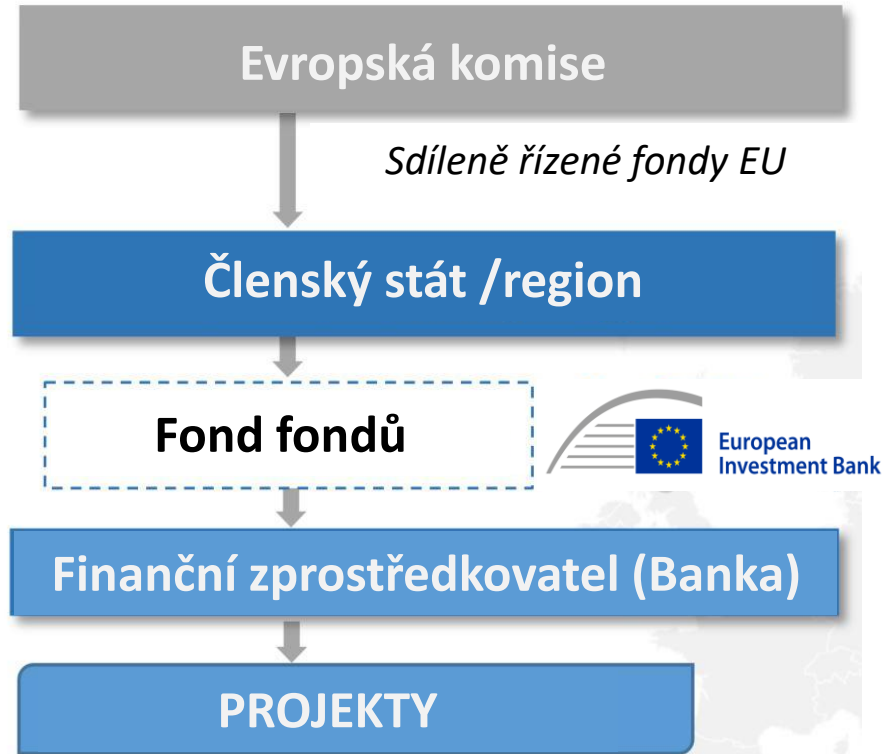 Evropská komise
Sdíleně řízené fondy EU
Členský stát /region
Fond fondů
European
Investment Bank
Finanční zprostředkovatel (Banka)
PROJEKTY